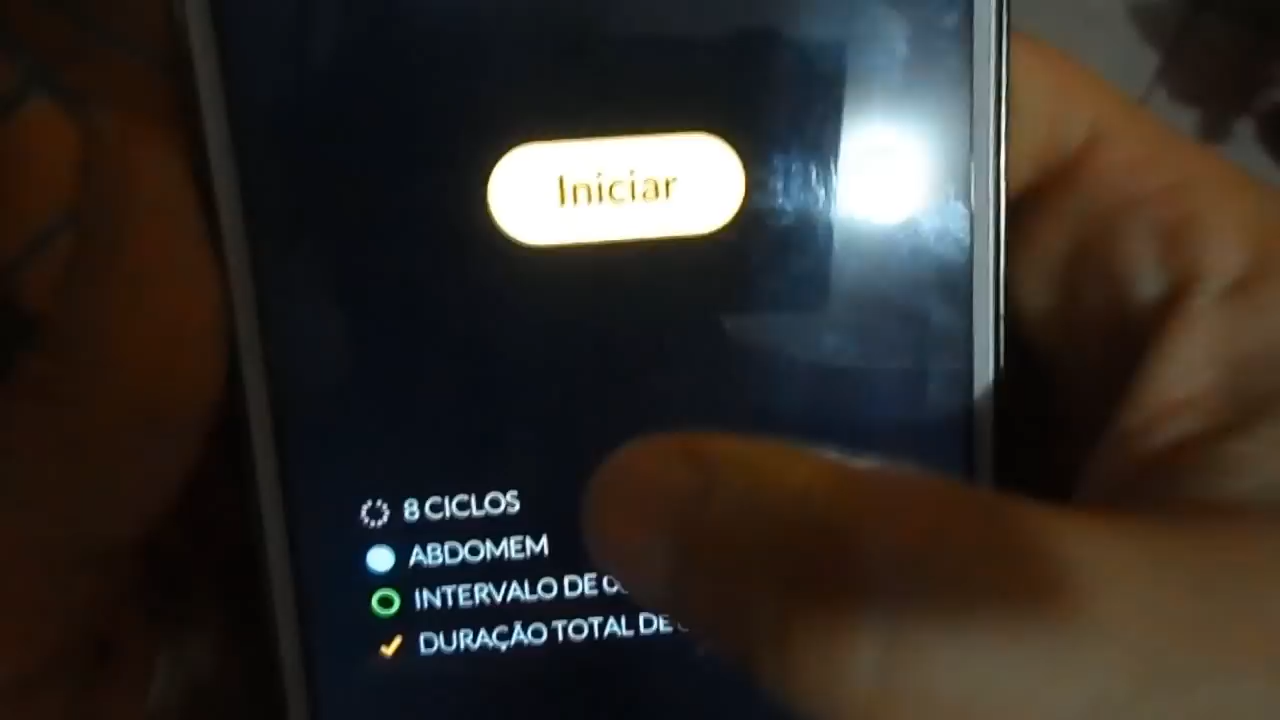 Iniciar
8 CICLOS
ABDOMEM
INTERVALO DE
DURAÇÃO TOTAL DE